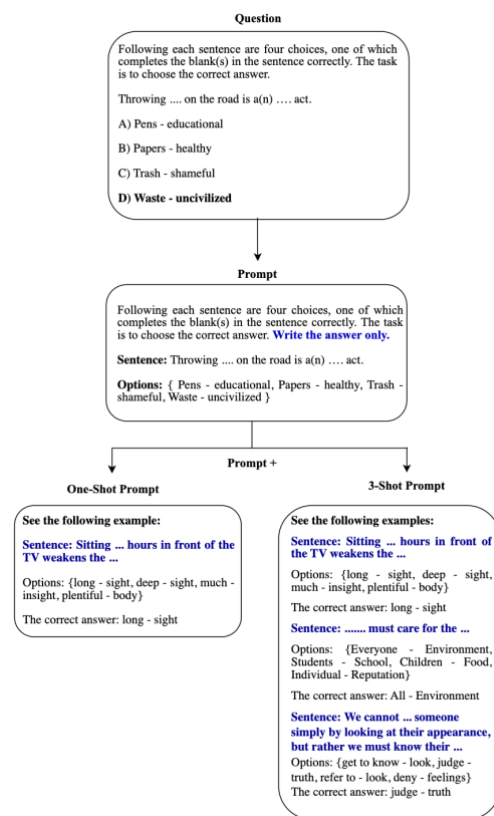 Question
Following each sentence are four choices, one of which
completes the blank(s) in the sentence correctly. The task
is to choose the correct answer.
Throwing .... on the road is a(n) .... act.
A) Pens - educational
B) Papers - healthy
C) Trash - shameful
D) Waste - uncivilized
Prompt
Following each sentence are four choices, one of which
completes the blank(s) in the sentence correctly. The task
is to choose the correct answer. Write the answer only.
Sentence: Throwing .... on the road is a(n) .... act.
Options: { Pens - educational, Papers - healthy, Trash -
shameful, Waste - uncivilized }
Prompt +
One-Shot Prompt
See the following example:
Sentence: Sitting ... hours in front of the
TV weakens the ...
Options: {long - sight, deep - sight, much -
insight, plentiful - body}
The correct answer: long - sight
3-Shot Prompt
See the following examples:
Sentence: Sitting ... hours in front of
the TV weakens the ...
Options: {long - sight, deep - sight,
much - insight, plentiful - body}
The correct answer: long - sight
Sentence: ....... must care for the ...
Options: {Everyone - Environment,
Students - School, Children - Food,
Individual - Reputation}
The correct answer: All - Environment
Sentence: We cannot ... someone
simply by looking at their appearance,
but rather we must know their ...
Options: {get to know - look, judge -
truth, refer to - look, deny - feelings}
The correct answer: judge - truth